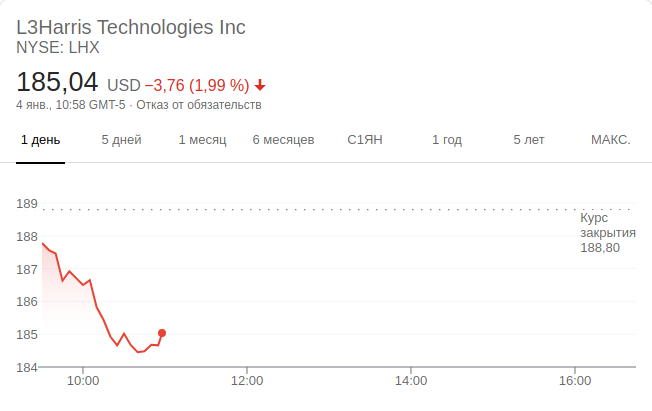 L3Harris Technologies Inc
NYSE: LHX
185,04 USD −3,76 (1,99 %)
4 янв., 10:58 GMT-5 · Отказ от обязательств
1 день 5 дней 1 месяц 6 месяцев С1ЯН 1 год 5 лет МАКС.
189
Курс
закрытия
188,80
188
187
186
185
184
10:00 12:00 14:00 16:00